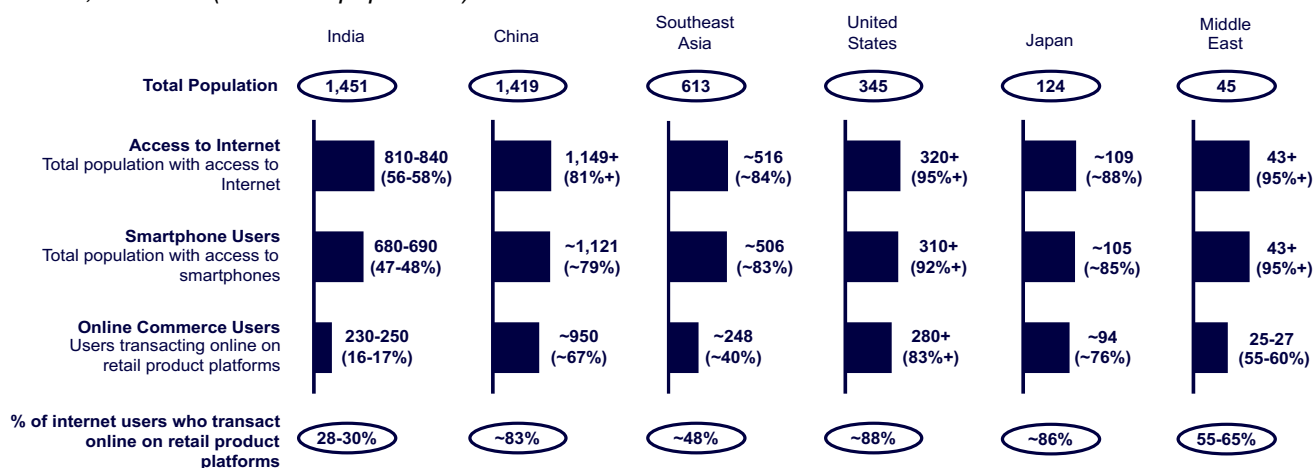 India China Southeast Asia United States Japan Middle East
Total Population 1,451 1,419 613 345 124 45
Access to Internet
Total population with access to
Internet
810-840 1,149+ ~516 320+ ~109 43+
(56-58%) (81%+) (~84%) (95%+) (~88%) (95%+)
Smartphone Users
Total population with access to
smartphones
680-690 ~1,121 ~506 310+ ~105 43+
(47-48%) (~79%) (~83%) (92%+) (~85%) (95%+)
Online Commerce Users
Users transacting online on
retail product platforms
230-250 ~950 ~248 280+ ~94 25-27
(16-17%) (~67%) (~40%) (83%+) (~76%) (55-60%)
% of internet users who transact
online on retail product
platforms
28-30% ~83% ~48% ~88% ~86% 55-65%